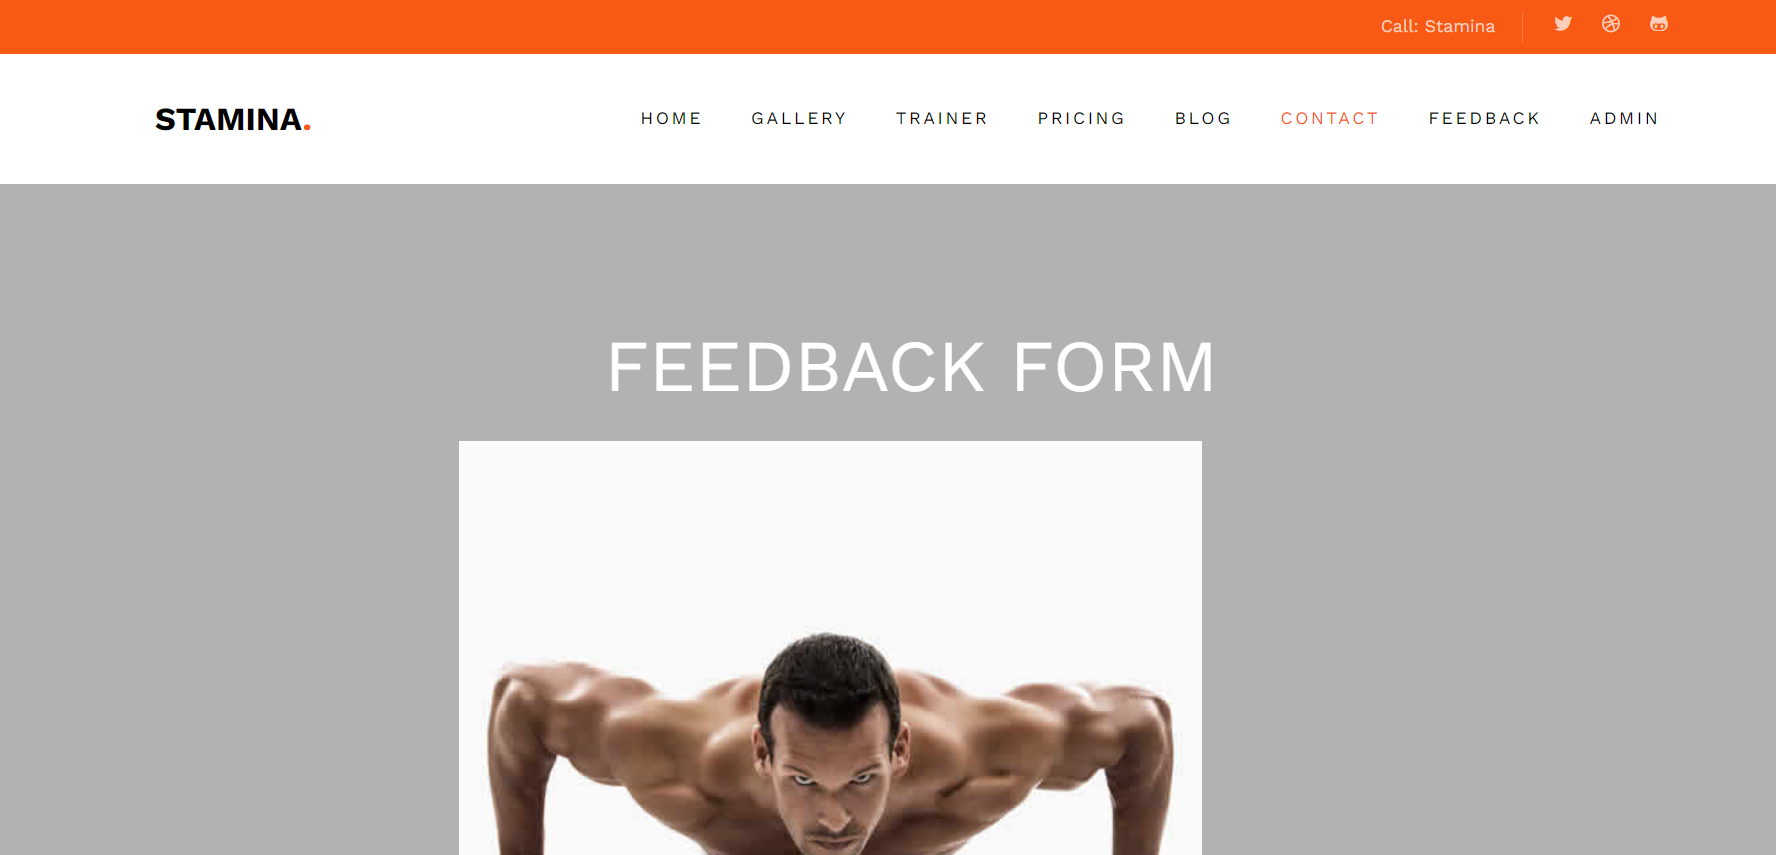 Call: Stamina
STAMINA.
HOME GALLERY TRAINER PRICING BLOG CONTACT FEEDBACK ADMIN
FEEDBACK FORM